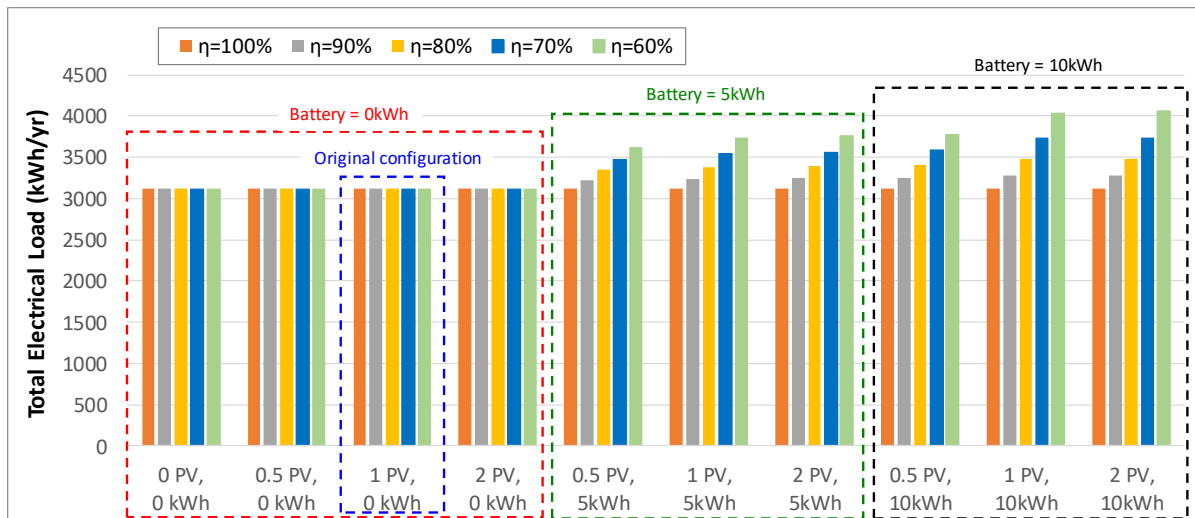 η=100% η=90% η=80% η=70% η=60%
Battery = 10kWh
Battery = 5kWh
Battery = 0kWh
Original configuration
Total Electrical Load (kWh/yr)
4500
4000
3500
3000
2500
2000
1500
1000
500
0
0 PV, 0.5 PV, 1 PV, 2 PV, 0.5 PV, 1 PV, 2 PV, 0.5 PV, 1 PV, 2 PV,
0 kWh 0 kWh 0 kWh 0 kWh 5kWh 5kWh 5kWh 10kWh 10kWh 10kWh